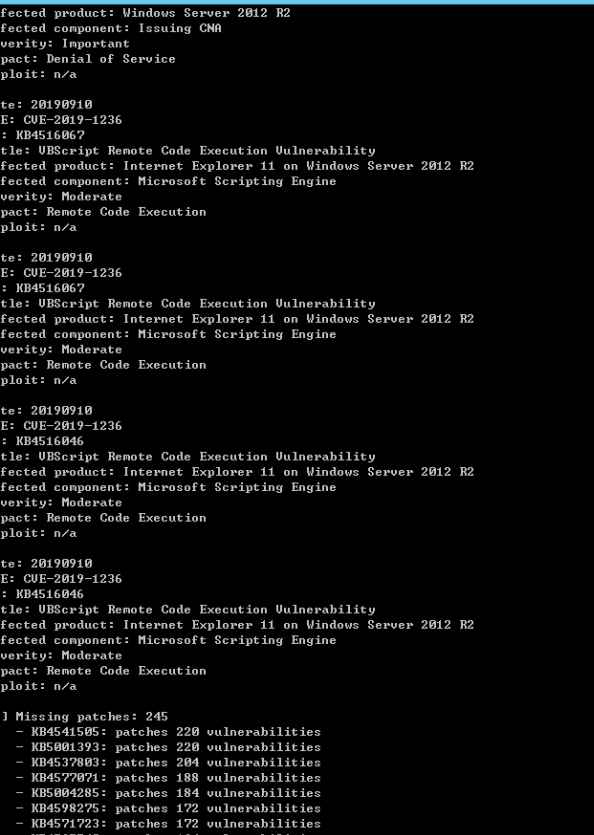 fected product: Windows Server 2012 R2
fected component: Issuing CNA
verity: Important
pact: Denial of Service
ploit: n/a
te: 20190910
E: CVE-2019-1236
: KB4516067
tle: VBScript Remote Code Execution Vulnerability
fected product: Internet Explorer 11 on Windows Server 2012 R2
fected component: Microsoft Scripting Engine
verity: Moderate
pact: Remote Code Execution
ploit: n/a
te: 20190910
E: CVE-2019-1236
: KB4516067
tle: VBScript Remote Code Execution Vulnerability
fected product: Internet Explorer 11 on Windows Server 2012 R2
fected component: Microsoft Scripting Engine
verity: Moderate
pact: Remote Code Execution
ploit: n/a
te: 20190910
E: CVE-2019-1236
: KB4516046
tle: VBScript Remote Code Execution Vulnerability
fected product: Internet Explorer 11 on Windows Server 2012 R2
fected component: Microsoft Scripting Engine
verity: Moderate
pact: Remote Code Execution
ploit: n/a
te: 20190910
E: CVE-2019-1236
: KB4516046
tle: VBScript Remote Code Execution Vulnerability
fected product: Internet Explorer 11 on Windows Server 2012 R2
fected component: Microsoft Scripting Engine
verity: Moderate
pact: Remote Code Execution
ploit: n/a
] Missing patches: 245
- KB4541505: patches 220 vulnerabilities
- KB5001393: patches 220 vulnerabilities
- KB4537803: patches 204 vulnerabilities
- KB4577071: patches 188 vulnerabilities
- KB5004285: patches 184 vulnerabilities
- KB4598275: patches 172 vulnerabilities
- KB4571723: patches 172 vulnerabilities